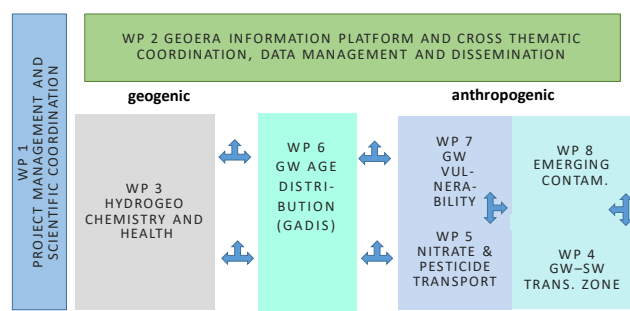 WP 1
PROJECT MANAGEMENT AND
SCIENTIFIC COORDINATION
WP 2 GEOERA INFORMATION PLATFORM AND CROSS THEMATIC
COORDINATION, DATA MANAGEMENT AND DISSEMINATION
geogenic
anthropogenic
WP 3
HYDROGEO
CHEMISTRY AND
HEALTH
WP 6
GW AGE
DISTRI-
BUTION
(GADIS)
WP 7
GW
VUL-
NERA-
BILITY
WP 5
NITRATE &
PESTICIDE
TRANSPORT
WP 8
EMERGING
CONTAM.
WP 4
GW–SW
TRANS. ZONE